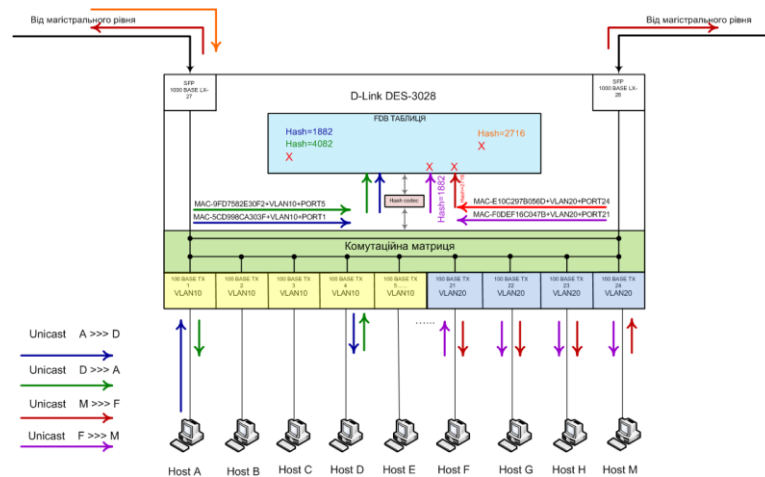 Від магістрального рівня
Від магістрального рівня
SFP
1000 BASE LX-
27
D-Link DES-3028
SFP
1000 BASE LX-
28
FDB ТАБЛИЦЯ
Hash=1882
Hash=4082
X
Hash=2716
X
X
X
Hash codec
Hash=1882
Hash=2716
MAC-9FD7582E30F2+VLAN10+PORT5
MAC-5CD998CA303F+VLAN10+PORT1
MAC-E10C297B056D+VLAN20+PORT24
MAC-F0DEF16C047B+VLAN20+PORT21
Комутаційна матриця
100 BASE TX
1
VLAN10
100 BASE TX
2
VLAN10
100 BASE TX
3
VLAN10
100 BASE TX
4
VLAN10
100 BASE TX
5......
VLAN10
100 BASE TX
21
VLAN20
100 BASE TX
22
VLAN20
100 BASE TX
23
VLAN20
100 BASE TX
24
VLAN20
......
Unicast A >>> D
Unicast D >>> A
Unicast M >>> F
Unicast F >>> M
Host A
Host B
Host C
Host D
Host E
Host F
Host G
Host H
Host M